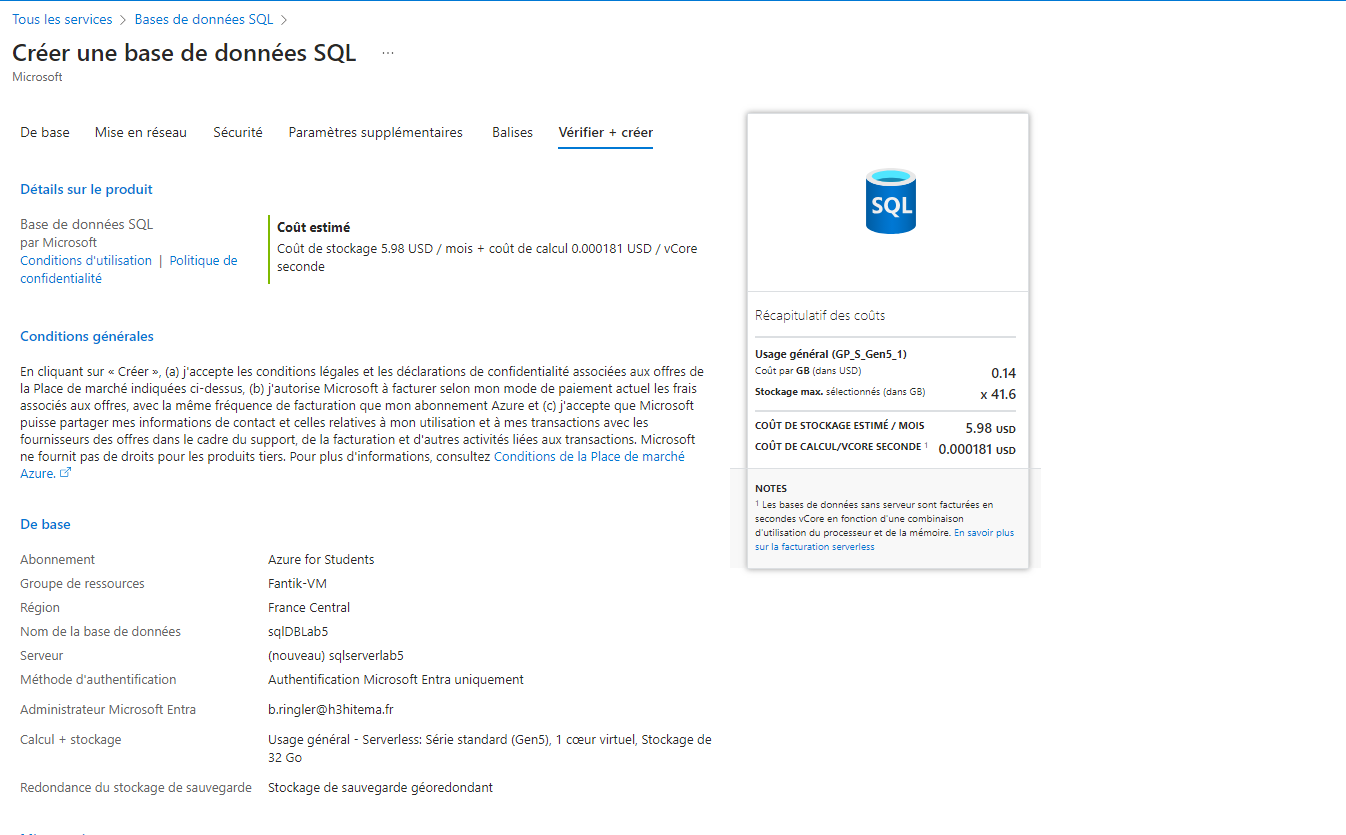 Tous les services > Bases de données SQL >
Créer une base de données SQL ...
Microsoft
De base Mise en réseau Sécurité Paramètres supplémentaires Balises Vérifier + créer
Détails sur le produit
Base de données SQL
par Microsoft
Conditions d'utilisation | Politique de
confidentialité
Coût estimé
Coût de stockage 5.98 USD / mois + coût de calcul 0.000181 USD / vCore
seconde
Conditions générales
En cliquant sur « Créer », (a) j'accepte les conditions légales et les déclarations de confidentialité associées aux offres de
la Place de marché indiquées ci-dessus, (b) j'autorise Microsoft à facturer selon mon mode de paiement actuel les frais
associés aux offres, avec la même fréquence de facturation que mon abonnement Azure et (c) j'accepte que Microsoft
puisse partager mes informations de contact et celles relatives à mon utilisation et à mes transactions avec les
fournisseurs des offres dans le cadre du support, de la facturation et d'autres activités liées aux transactions. Microsoft
ne fournit pas de droits pour les produits tiers. Pour plus d'informations, consultez Conditions de la Place de marché
Azure.
De base
Abonnement Azure for Students
Groupe de ressources Fantik-VM
Région France Central
Nom de la base de données sqlDBLab5
Serveur (nouveau) sqlserverlab5
Méthode d'authentification Authentification Microsoft Entra uniquement
Administrateur Microsoft Entra b.ringler@h3hitema.fr
Calcul + stockage Usage général - Serverless: Série standard (Gen5), 1 cœur virtuel, Stockage de
32 Go
Redondance du stockage de sauvegarde Stockage de sauvegarde géoredondant
SQL
Récapitulatif des coûts
Usage général (GP_S_Gen5_1)
Coût par GB (dans USD) 0.14
Stockage max. sélectionnés (dans GB) x 41.6
COÛT DE STOCKAGE ESTIMÉ / MOIS 5.98 USD
COÛT DE CALCUL/VCORE SECONDE ¹ 0.000181 USD
NOTES
¹ Les bases de données sans serveur sont facturées en
secondes vCore en fonction d'une combinaison
d'utilisation du processeur et de la mémoire. En savoir plus
sur la facturation serverless